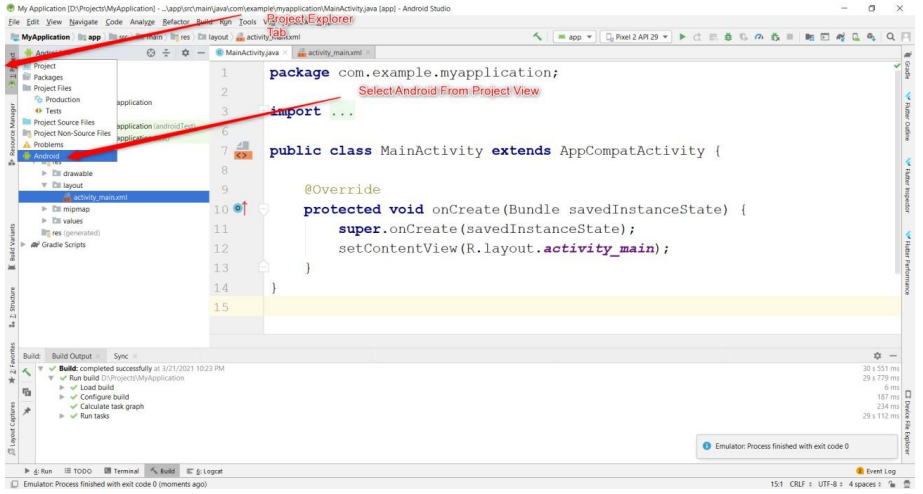 My Application [D:\Projects\MyApplication] - ...\app\src\main\java\com\example\myapplication\MainActivity.java [app] - Android Studio
File Edit View Navigate Code Analyze Refactor Build Run Tools
Project Explorer
Tab
MyApplication app src main res layout activity_main.xml
app Pixel 2 API 29
Android
MainActivity.java activity_main.xml
Project
Packages
Project Files
Production
Tests
Project Source Files
Project Non-Source Files
Problems
Android
application
application (androidTest)
application
res
drawable
layout
activity_main.xml
mipmap
values
res (generated)
Gradle Scripts
Select Android From Project View
1 package com.example.myapplication;
2
3 import ...
6
7 public class MainActivity extends AppCompatActivity {
8
9 @Override
10 protected void onCreate(Bundle savedInstanceState) {
11 super.onCreate(savedInstanceState);
12 setContentView(R.layout.activity_main);
13 }
14 }
15
Resource Manager
Build Variants
Z: Structure
2: Favorites
Layout Captures
Gradle
Flutter Outline
Flutter Inspector
Flutter Performance
Device File Explorer
Build: Build Output Sync
Build: completed successfully at 3/21/2021 10:23 PM 30 s 551 ms
Run build D:\Projects\MyApplication 29 s 779 ms
Load build 6 ms
Configure build 187 ms
Calculate task graph 234 ms
Run tasks 29 s 112 ms
Emulator: Process finished with exit code 0
4: Run TODO Terminal Build 6: Logcat 2 Event Log
Emulator: Process finished with exit code 0 (moments ago) 15:1 CRLF UTF-8 4 spaces